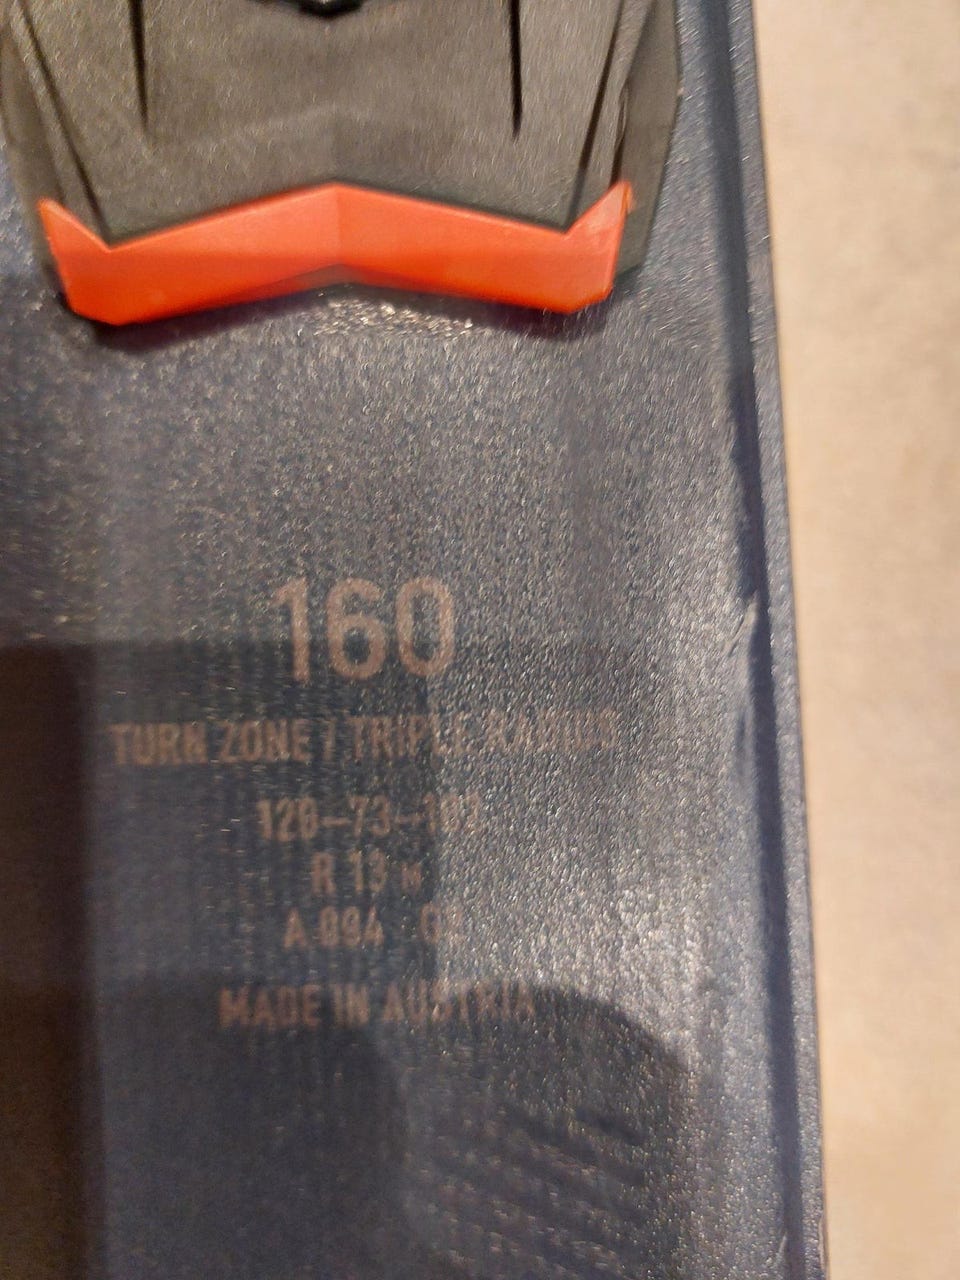 160
TURN ZONE / TRIPLE RADIUS
R 13 M
MADE IN AUSTRIA